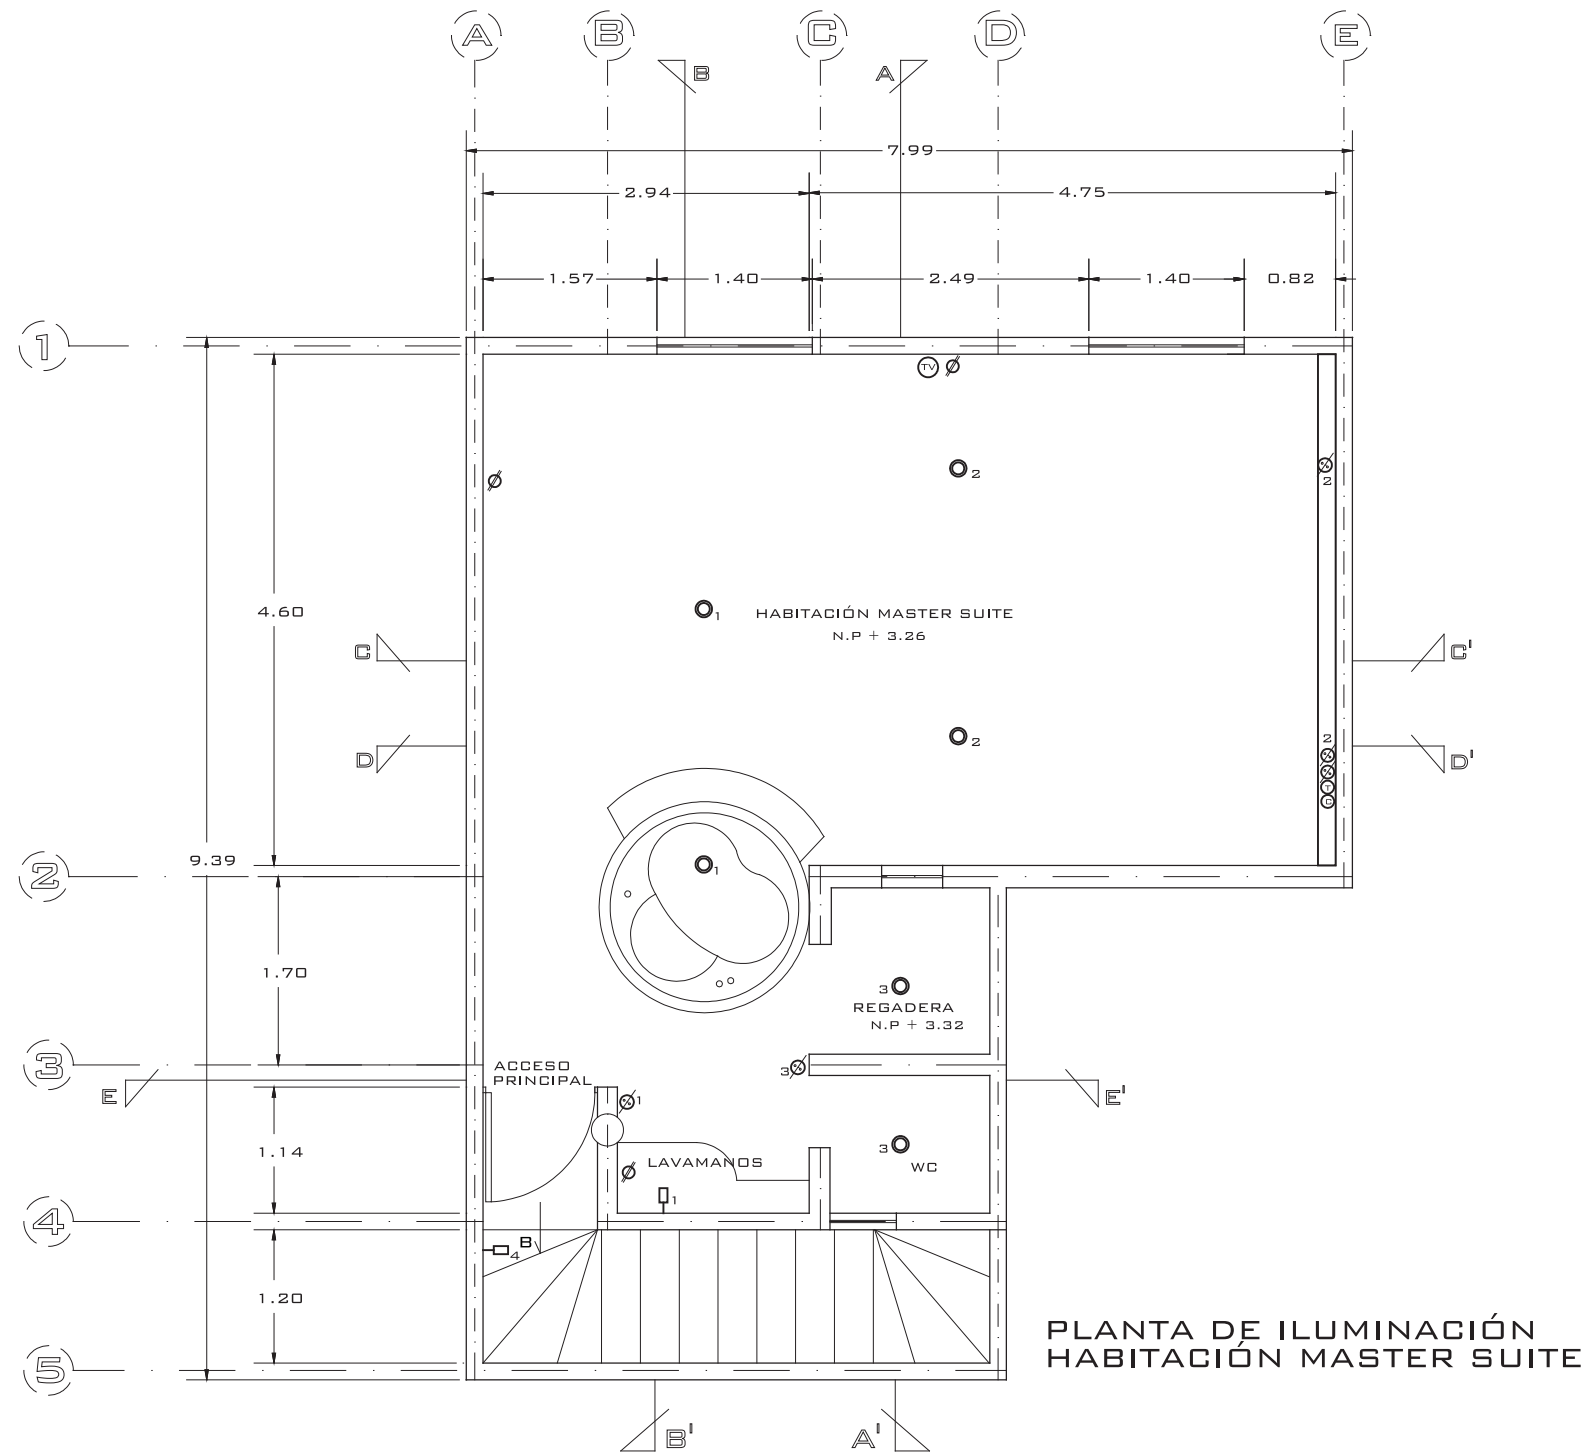 A B C D E
B A
7.99
2.94 4.75
1.57 1.40 2.49 1.40 0.82
1
TV
2
2
4.60
1
HABITACIÓN MASTER SUITE
N.P + 3.26
C C'
2
2
D D'
T
C
9.39
2
1
1.70
3
REGADERA
N.P + 3.32
3
ACCESO
PRINCIPAL
3
E E'
1
1.14
3
LAVAMANOS
WC
1
4
B
4
1.20
PLANTA DE ILUMINACIÓN
HABITACIÓN MASTER SUITE
5
B' A'